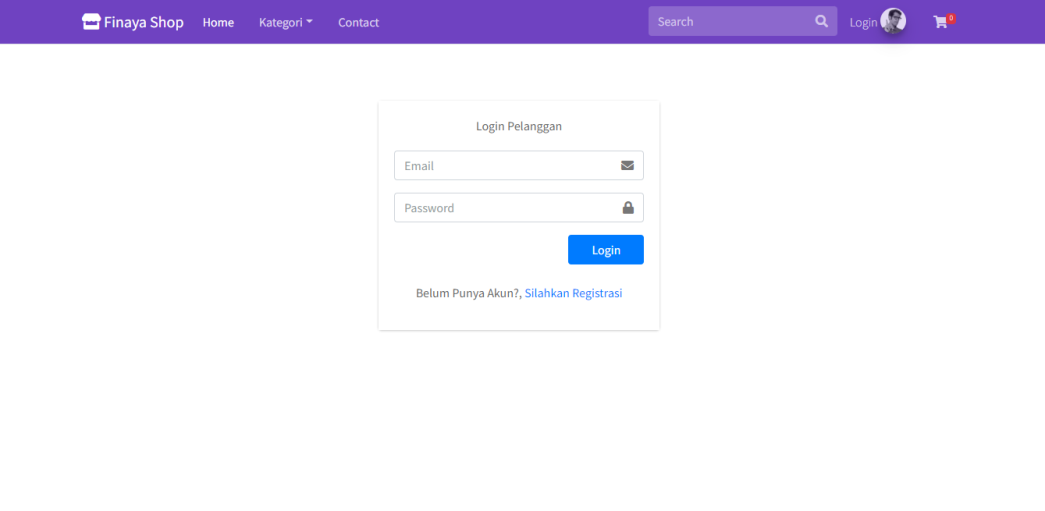 Finaya Shop Home Kategori Contact Search Login 0
Login Pelanggan
Email
Password
Login
Belum Punya Akun?, Silahkan Registrasi